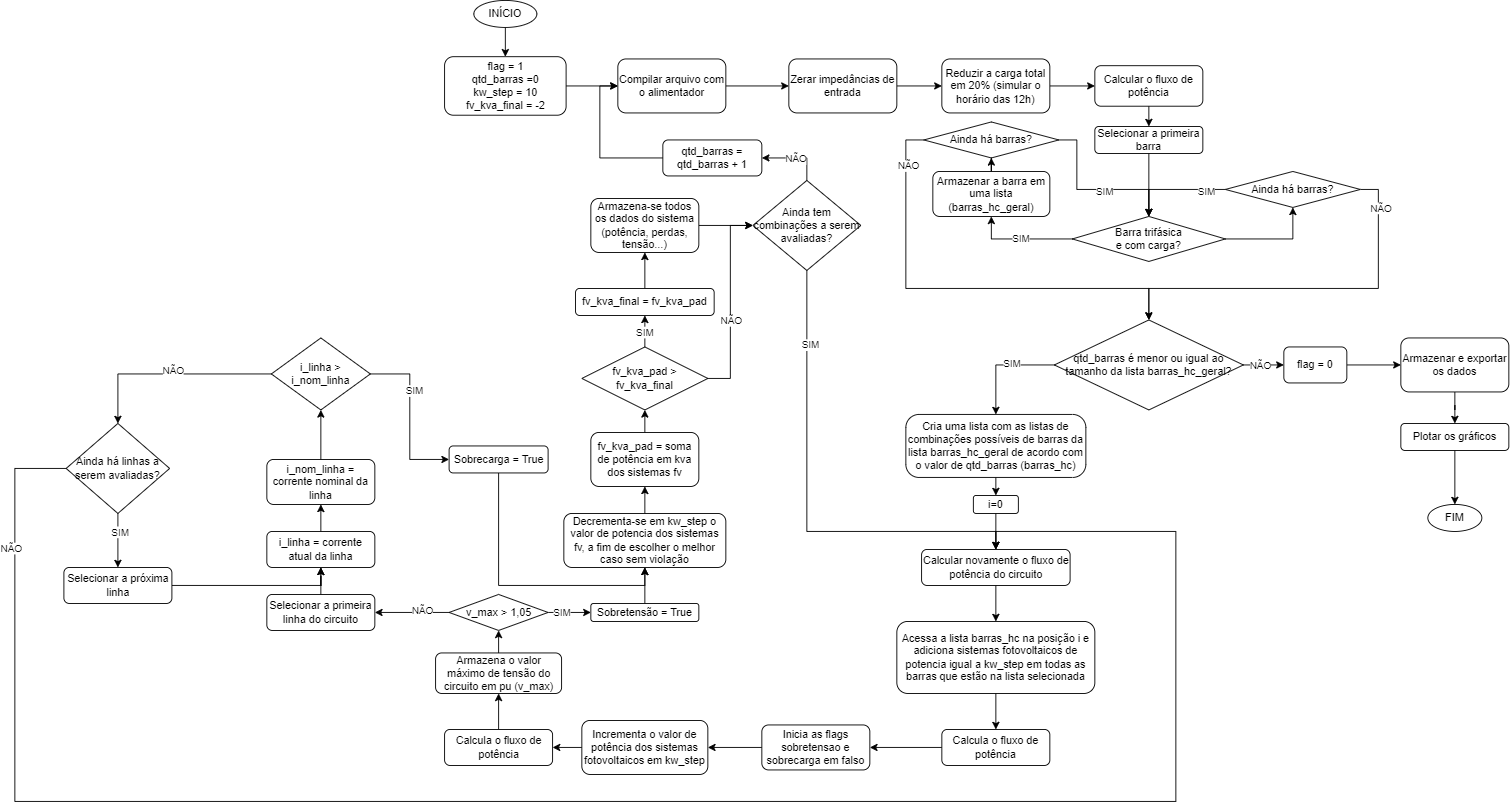 INÍCIO
flag = 1
qtd_barras =0
kw_step = 10
fv_kva_final = -2
Compilar arquivo com
o alimentador
Zerar impedâncias de
entrada
Reduzir a carga total
em 20% (simular o
horário das 12h)
Calcular o fluxo de
potência
Selecionar a primeira
barra
Ainda há barras?
NÃO
Armazenar a barra em
uma lista
(barras_hc_geral)
SIM
SIM
Ainda há barras?
SIM
NÃO
Barra trifásica
e com carga?
qtd_barras =
qtd_barras + 1
NÃO
Ainda tem
combinações a serem
avaliadas?
SIM
Armazena-se todos
os dados do sistema
(potência, perdas,
tensão...)
fv_kva_final = fv_kva_pad
SIM
NÃO
fv_kva_pad >
fv_kva_final
fv_kva_pad = soma
de potência em kva
dos sistemas fv
Decrementa-se em kw_step o
valor de potencia dos sistemas
fv, a fim de escolher o melhor
caso sem violação
qtd_barras é menor ou igual ao
tamanho da lista barras_hc_geral?
SIM
NÃO
flag = 0
Armazenar e exportar
os dados
Plotar os gráficos
FIM
Cria uma lista com as listas de
combinações possíveis de barras da
lista barras_hc_geral de acordo com
o valor de qtd_barras (barras_hc)
i=0
Calcular novamente o fluxo de
potência do circuito
Acessa a lista barras_hc na posição i e
adiciona sistemas fotovoltaicos de
potencia igual a kw_step em todas as
barras que estão na lista selecionada
Calcula o fluxo de
potência
Inicia as flags
sobretensao e
sobrecarga em falso
Incrementa o valor de
potência dos sistemas
fotovoltaicos em kw_step
Calcula o fluxo de
potência
Armazena o valor
máximo de tensão do
circuito em pu (v_max)
v_max > 1,05
SIM
Sobretensão = True
NÃO
Selecionar a primeira
linha do circuito
i_linha = corrente
atual da linha
i_nom_linha =
corrente nominal da
linha
i_linha >
i_nom_linha
SIM
Sobrecarga = True
NÃO
Ainda há linhas a
serem avaliadas?
SIM
Selecionar a próxima
linha
NÃO